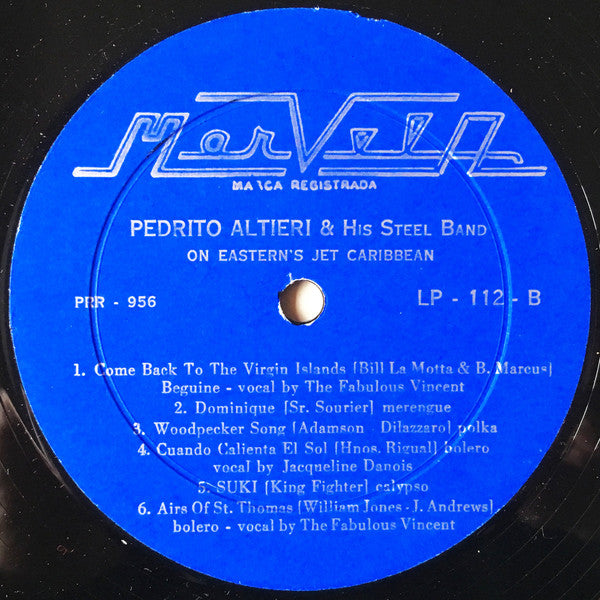 MarVela
MARCA REGISTRADA
PEDRITO ALTIERI & HIS STEEL BAND
ON EASTERN'S JET CARIBBEAN
PRR - 956
LP - 112 - B
1. Come Back To The Virgin Islands [Bill La Motta & B. Marcus]
Beguine - vocal by The Fabulous Vincent
2. Dominique [Sr. Sourier] merengue
3. Woodpecker Song [Adamson - Dilazzaro] polka
4. Cuando Calienta El Sol [Hnos. Rigual] bolero
vocal by Jacqueline Danois
5. SUKI [King Fighter] calypso
6. Airs Of St. Thomas [William Jones - J. Andrews]
bolero - vocal by The Fabulous Vincent